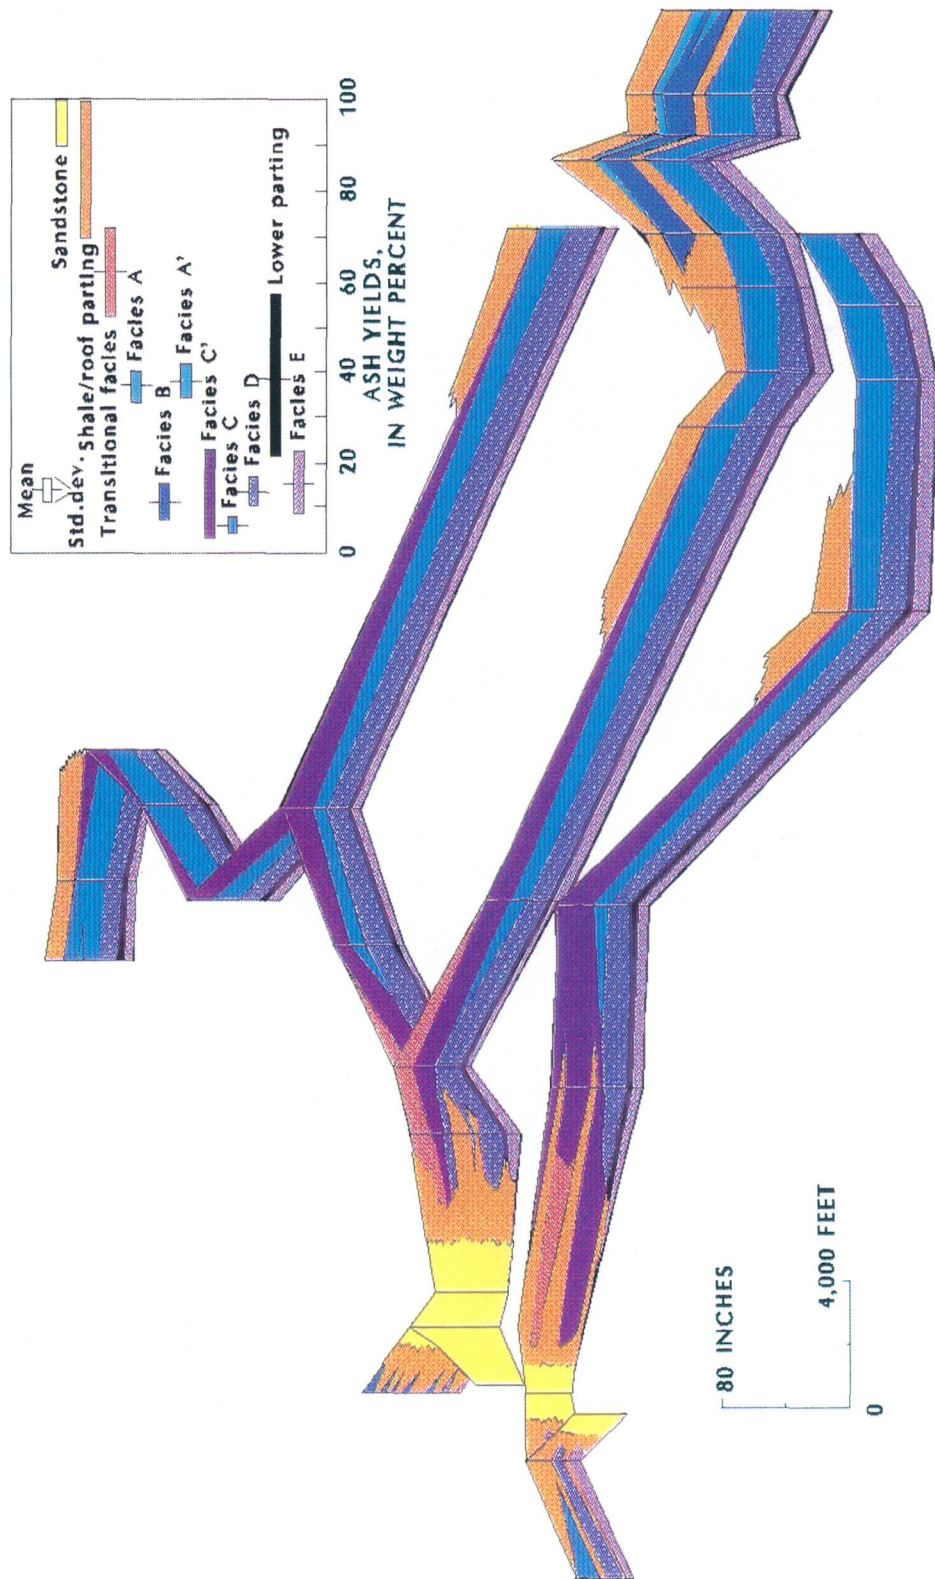 Mean
Std.dev.
Sandstone
Shale/roof parting
Transitional facies
Facies A
Facies B
Facies A'
Facies C'
Facies C
Facies D
Lower parting
Facies E
0 20 40 60 80 100
ASH YIELDS,
IN WEIGHT PERCENT
80 INCHES
4,000 FEET
0